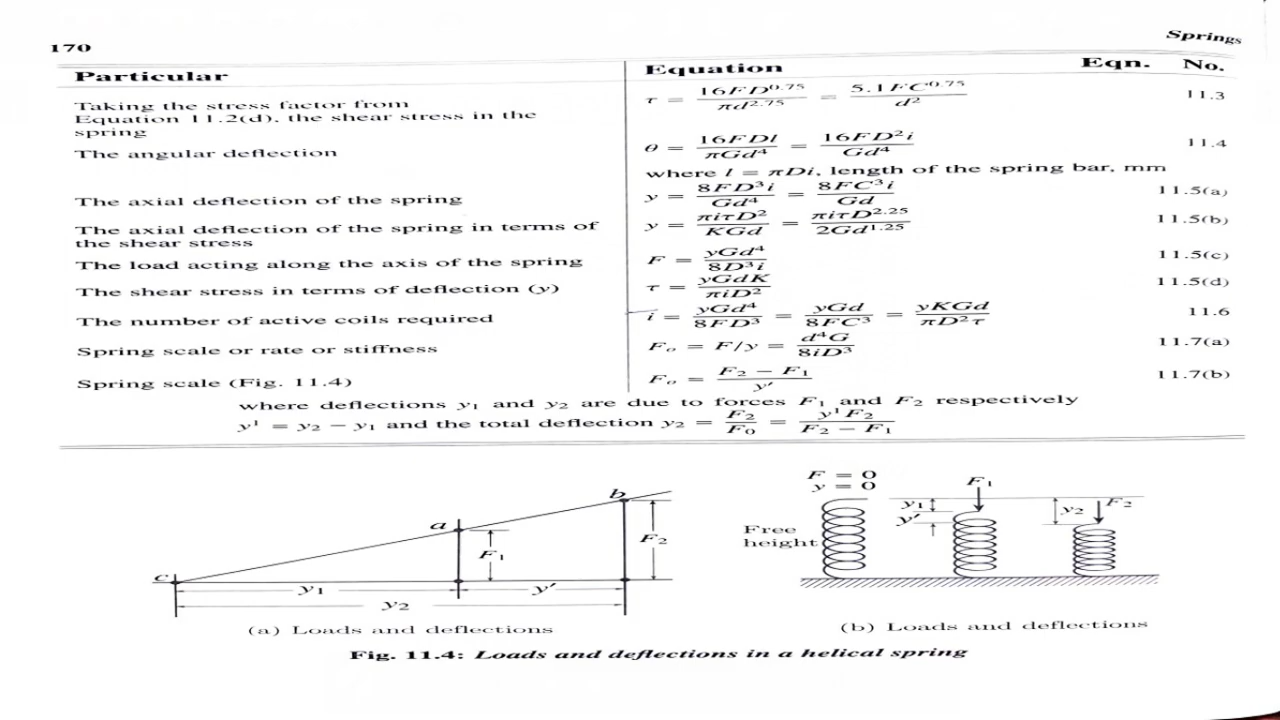 170
Springs
Particular Equation Eqn. No.
Taking the stress factor from
Equation 11.2(d), the shear stress in the
spring
τ = 16FD^0.75 / πd^2.75 = 5.1FC^0.75 / d² 11.3
The angular deflection θ = 16FDl / πGd⁴ = 16FD²i / Gd⁴ 11.4
where l = πDi, length of the spring bar, mm
The axial deflection of the spring y = 8FD³i / Gd⁴ = 8FC³i / Gd 11.5(a)
The axial deflection of the spring in terms of
the shear stress
y = πiτD² / KGd = πiτD^2.25 / 2Gd^1.25 11.5(b)
The load acting along the axis of the spring F = yGd⁴ / 8D³i 11.5(c)
The shear stress in terms of deflection (y) τ = yGdK / πiD² 11.5(d)
The number of active coils required i = yGd⁴ / 8FD³ = yGd / 8FC³ = yKGd / πD²τ 11.6
Spring scale or rate or stiffness Fₒ = F/y = d⁴G / 8iD³ 11.7(a)
Spring scale (Fig. 11.4) Fₒ = F₂ − F₁ / y′ 11.7(b)
where deflections y₁ and y₂ are due to forces F₁ and F₂ respectively
y¹ = y₂ − y₁ and the total deflection y₂ = F₂ / F₀ = y¹F₂ / F₂ − F₁
c
a
b
F₁
F₂
y₁
y′
y₂
(a) Loads and deflections
F = 0
y = 0
Free
height
y₁
y′
F₁
y₂
F₂
(b) Loads and deflections
Fig. 11.4: Loads and deflections in a helical spring